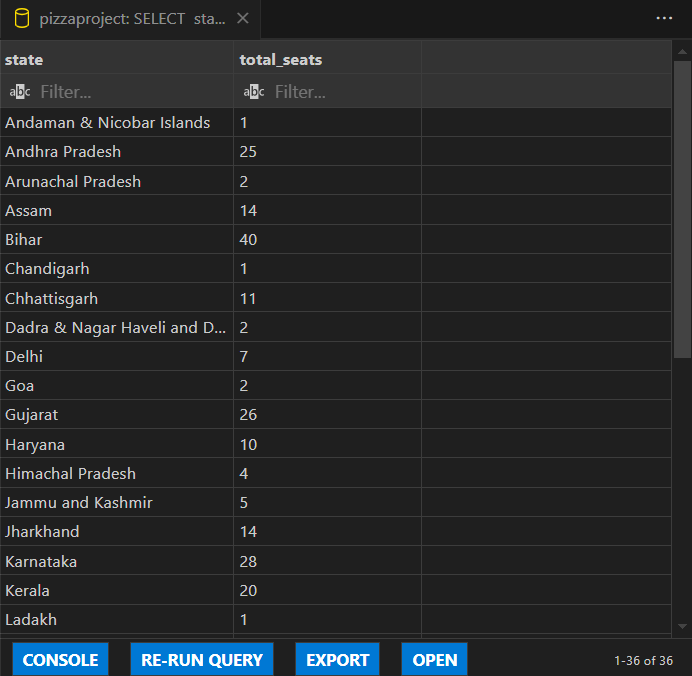 pizzaproject: SELECT sta... ×
state total_seats
abc Filter... abc Filter...
Andaman & Nicobar Islands 1
Andhra Pradesh 25
Arunachal Pradesh 2
Assam 14
Bihar 40
Chandigarh 1
Chhattisgarh 11
Dadra & Nagar Haveli and D... 2
Delhi 7
Goa 2
Gujarat 26
Haryana 10
Himachal Pradesh 4
Jammu and Kashmir 5
Jharkhand 14
Karnataka 28
Kerala 20
Ladakh 1
CONSOLE RE-RUN QUERY EXPORT OPEN 1-36 of 36